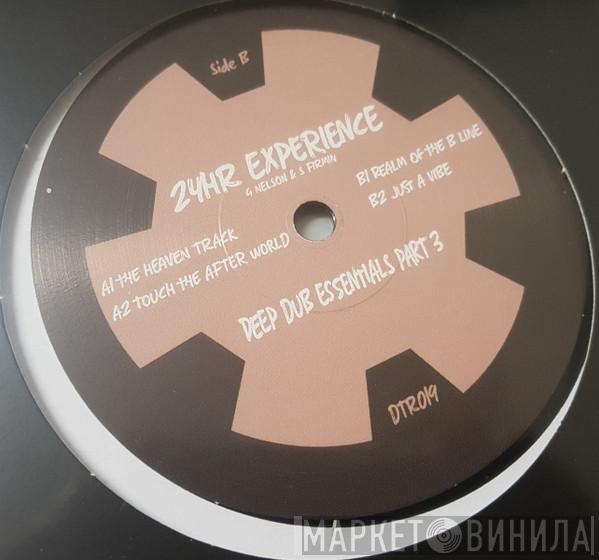 Side B
24HR EXPERIENCE
G NELSON & S FIRMIN
A1 THE HEAVEN TRACK
A2 TOUCH THE AFTER WORLD
B1 REALM OF THE B LINE
B2 JUST A VIBE
DEEP DUB ESSENTIALS PART 3
DTR019
МАРКЕТ ВИНИЛА